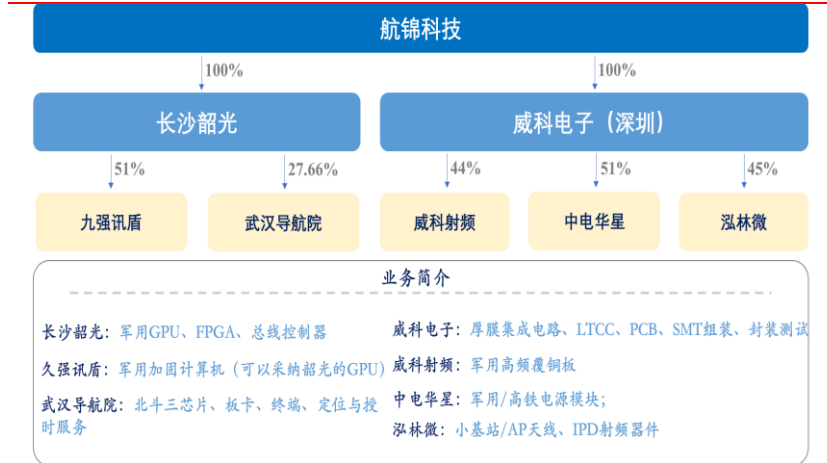 航锦科技
100%
100%
长沙韶光
威科电子（深圳）
51%
27.66%
44%
51%
45%
九强讯盾
武汉导航院
威科射频
中电华星
泓林微
业务简介
长沙韶光：军用GPU、FPGA、总线控制器
久强讯盾：军用加固计算机（可以采纳韶光的GPU）
武汉导航院：北斗三芯片、板卡、终端、定位与授
时服务
威科电子：厚膜集成电路、LTCC、PCB、SMT组装、封装测试
威科射频：军用高频覆铜板
中电华星：军用/高铁电源模块；
泓林微：小基站/AP天线、IPD射频器件